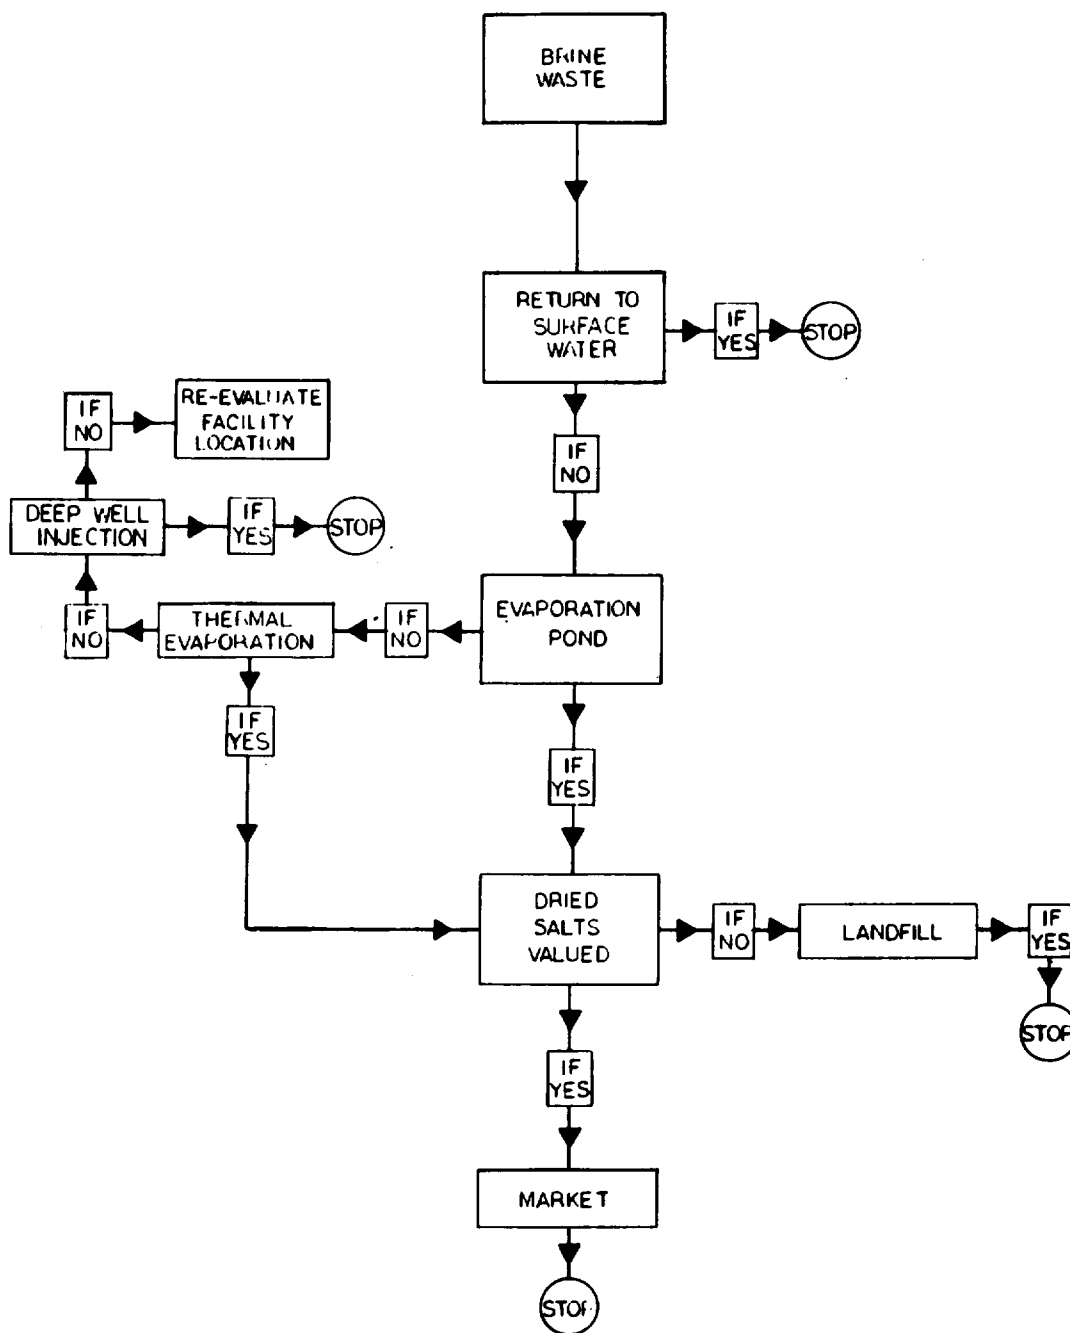 BRINE
WASTE
RETURN TO
SURFACE
WATER
IF
YES
STOP
IF
NO
RE-EVALUATE
FACILITY
LOCATION
IF
NO
DEEP WELL
INJECTION
IF
YES
STOP
EVAPORATION
POND
IF
NO
THERMAL
EVAPORATION
IF
NO
IF
YES
IF
YES
DRIED
SALTS
VALUED
IF
NO
LANDFILL
IF
YES
STOP
IF
YES
MARKET
STOP